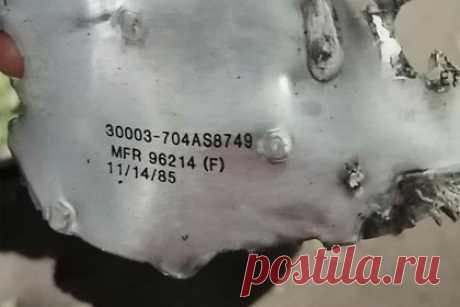 30003-704AS8749
MFR 96214 (F)
11/14/85
postila.ru